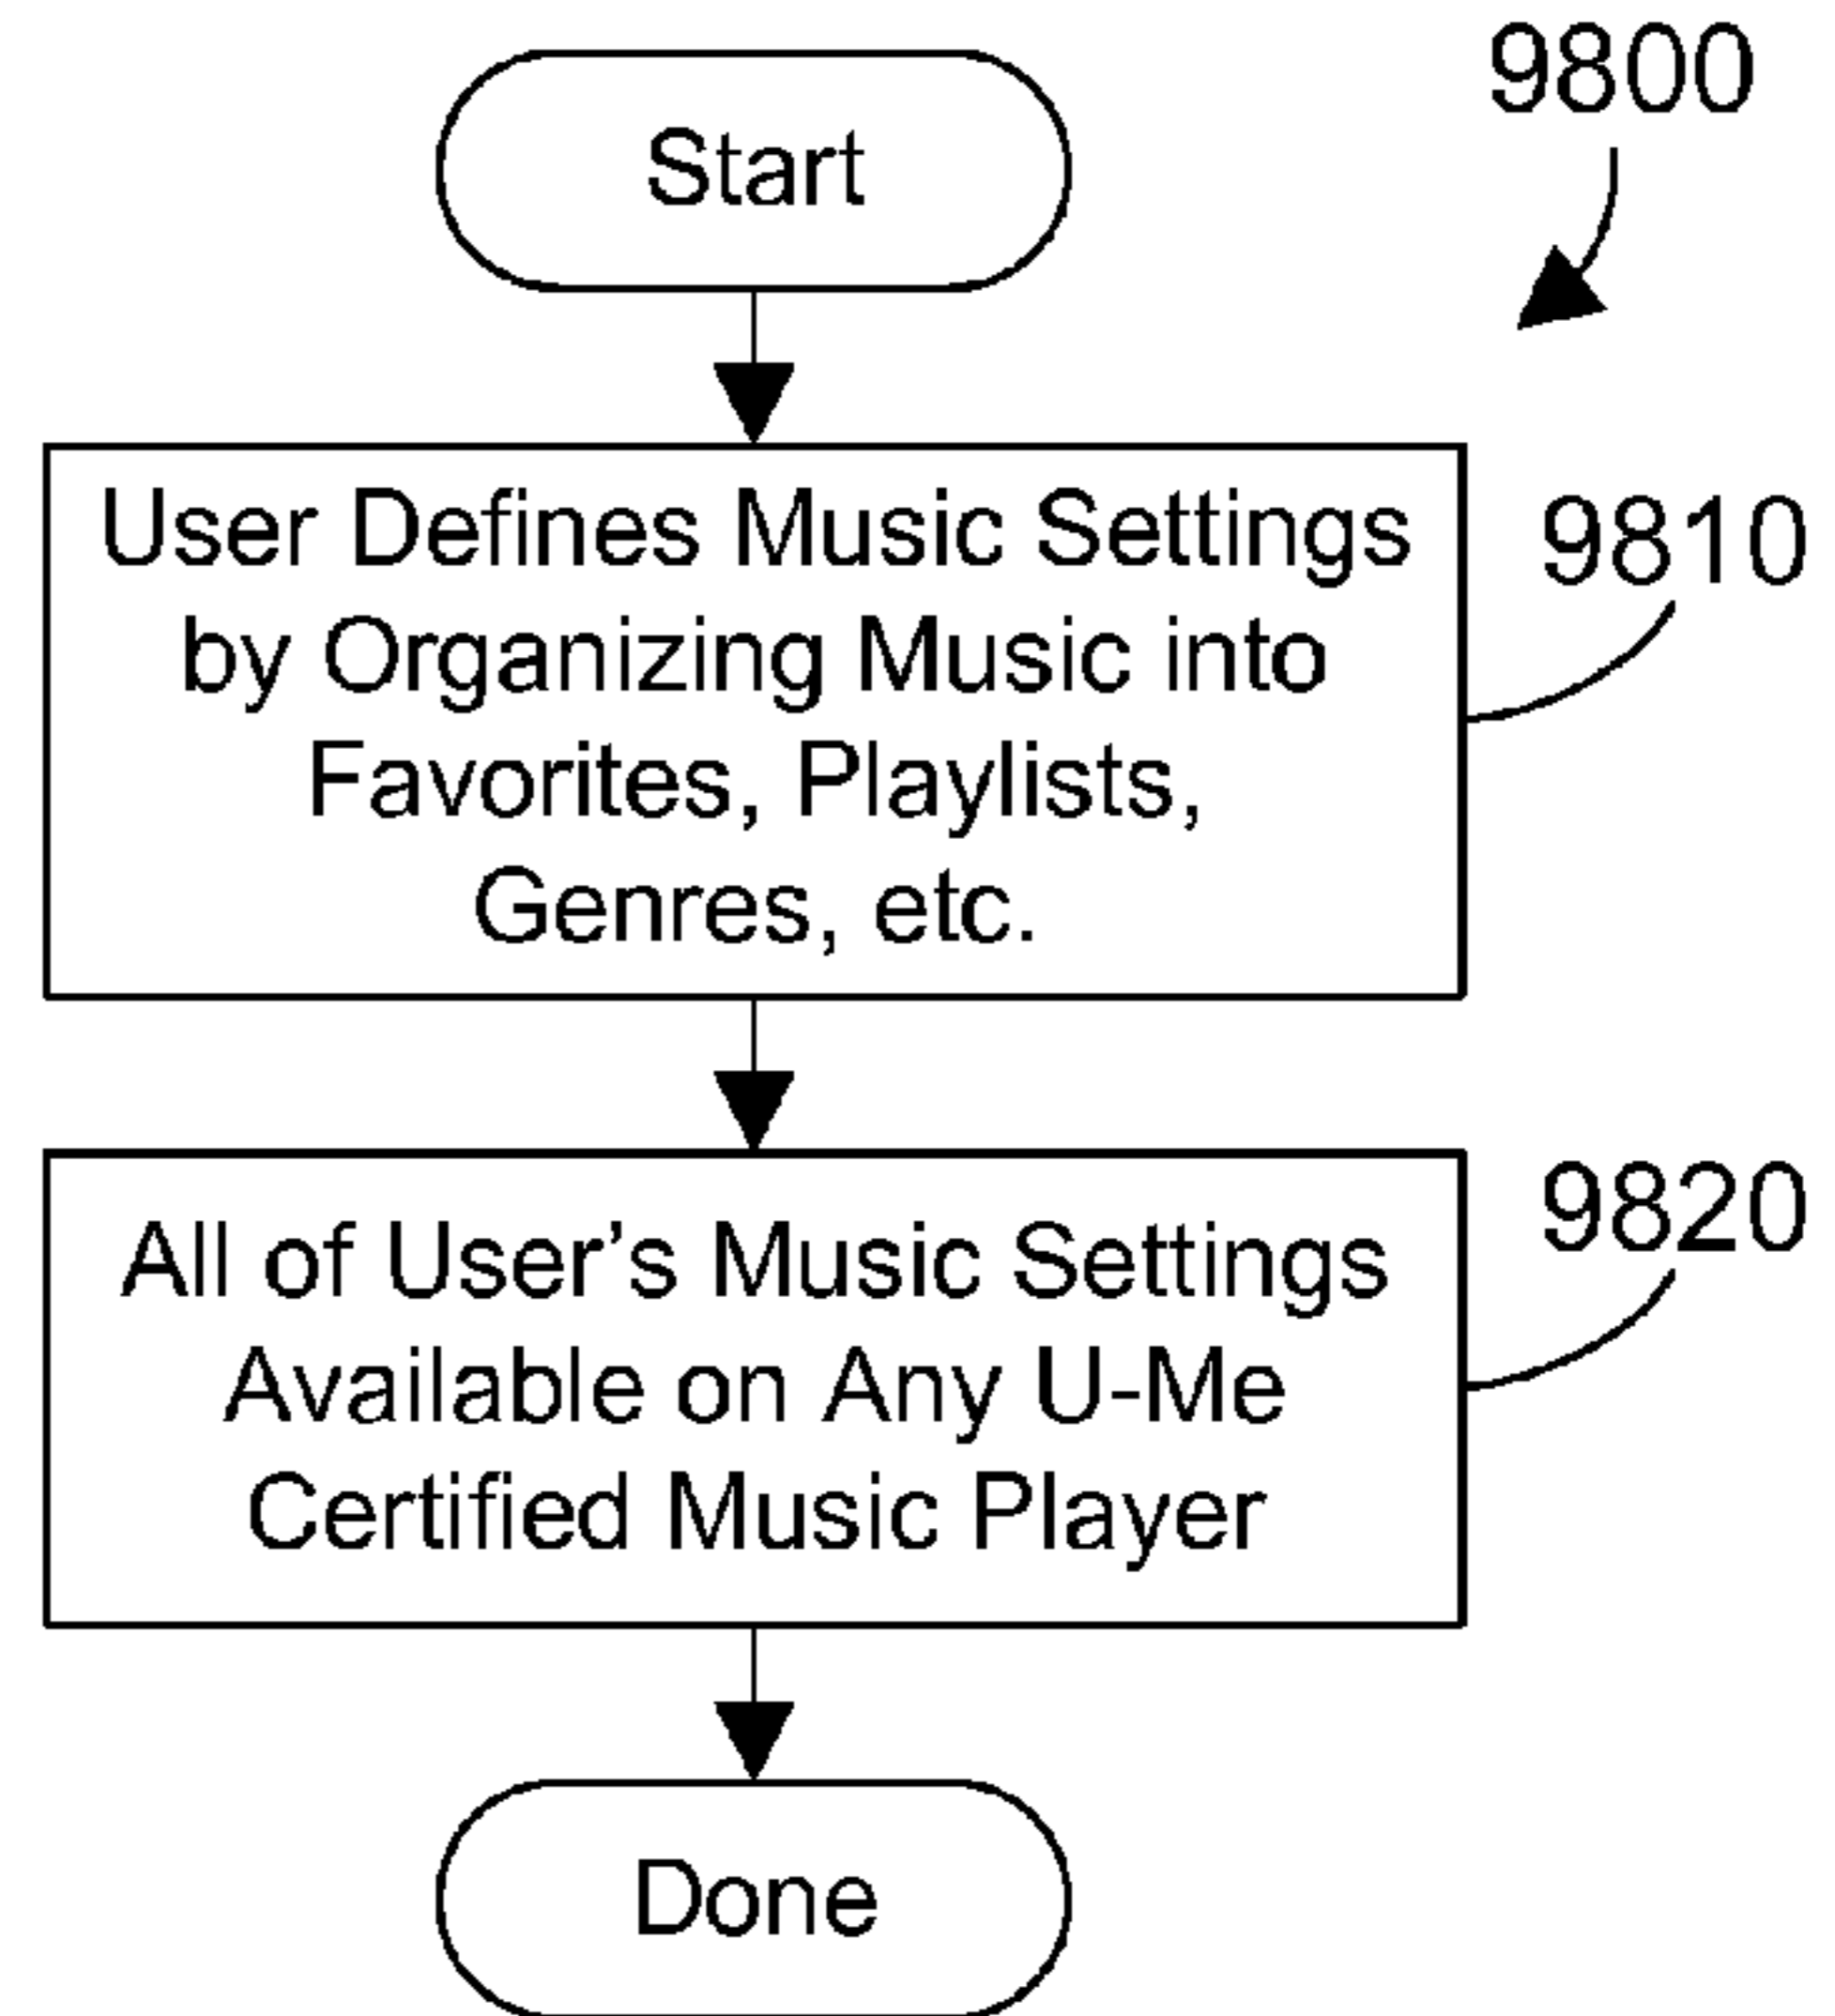 9800
Start
User Defines Music Settings
by Organizing Music into
Favorites, Playlists,
Genres, etc.
9810
All of User’s Music Settings
Available on Any U-Me
Certified Music Player
9820
Done